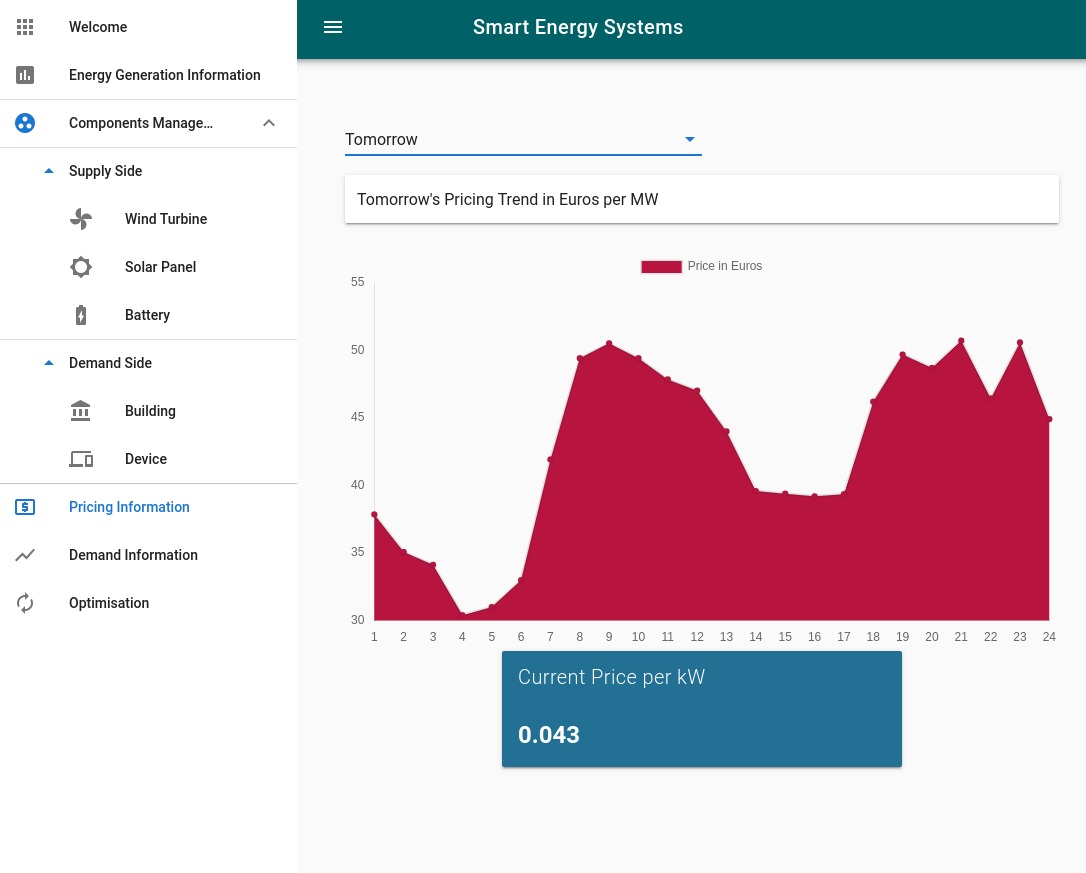 Welcome
Energy Generation Information
Components Manage...
Supply Side
Wind Turbine
Solar Panel
Battery
Demand Side
Building
Device
Pricing Information
Demand Information
Optimisation
Smart Energy Systems
Tomorrow
Tomorrow's Pricing Trend in Euros per MW
Price in Euros
55
50
45
40
35
30
1 2 3 4 5 6 7 8 9 10 11 12 13 14 15 16 17 18 19 20 21 22 23 24
Current Price per kW
0.043